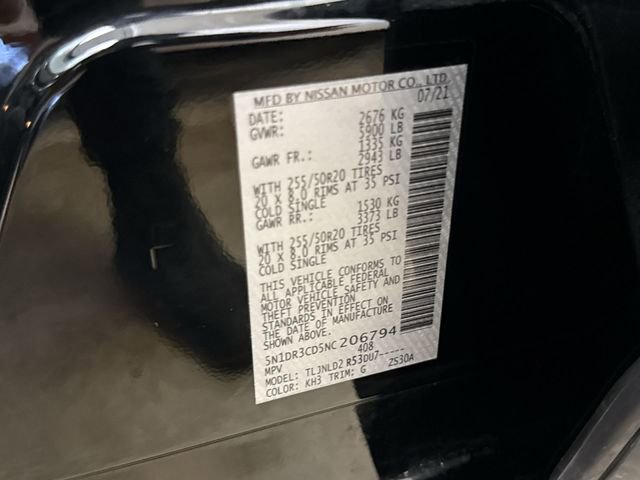 MFD BY NISSAN MOTOR CO., LTD.
DATE: 07/21
GVWR: 2676 KG
5900 LB
GAWR FR.: 1335 KG
2943 LB
WITH 255/50R20 TIRES
20 X 8.0 RIMS AT 35 PSI
COLD SINGLE
GAWR RR.: 1530 KG
3373 LB
WITH 255/50R20 TIRES
20 X 8.0 RIMS AT 35 PSI
COLD SINGLE
THIS VEHICLE CONFORMS TO
ALL APPLICABLE FEDERAL
MOTOR VEHICLE SAFETY AND
THEFT PREVENTION
STANDARDS IN EFFECT ON
THE DATE OF MANUFACTURE
SHOWN ABOVE.
5N1DR3CD5NC206794
MPV 408
MODEL: TLJNLD2 R53DU7-----
COLOR: KH3 TRIM: G Z530A